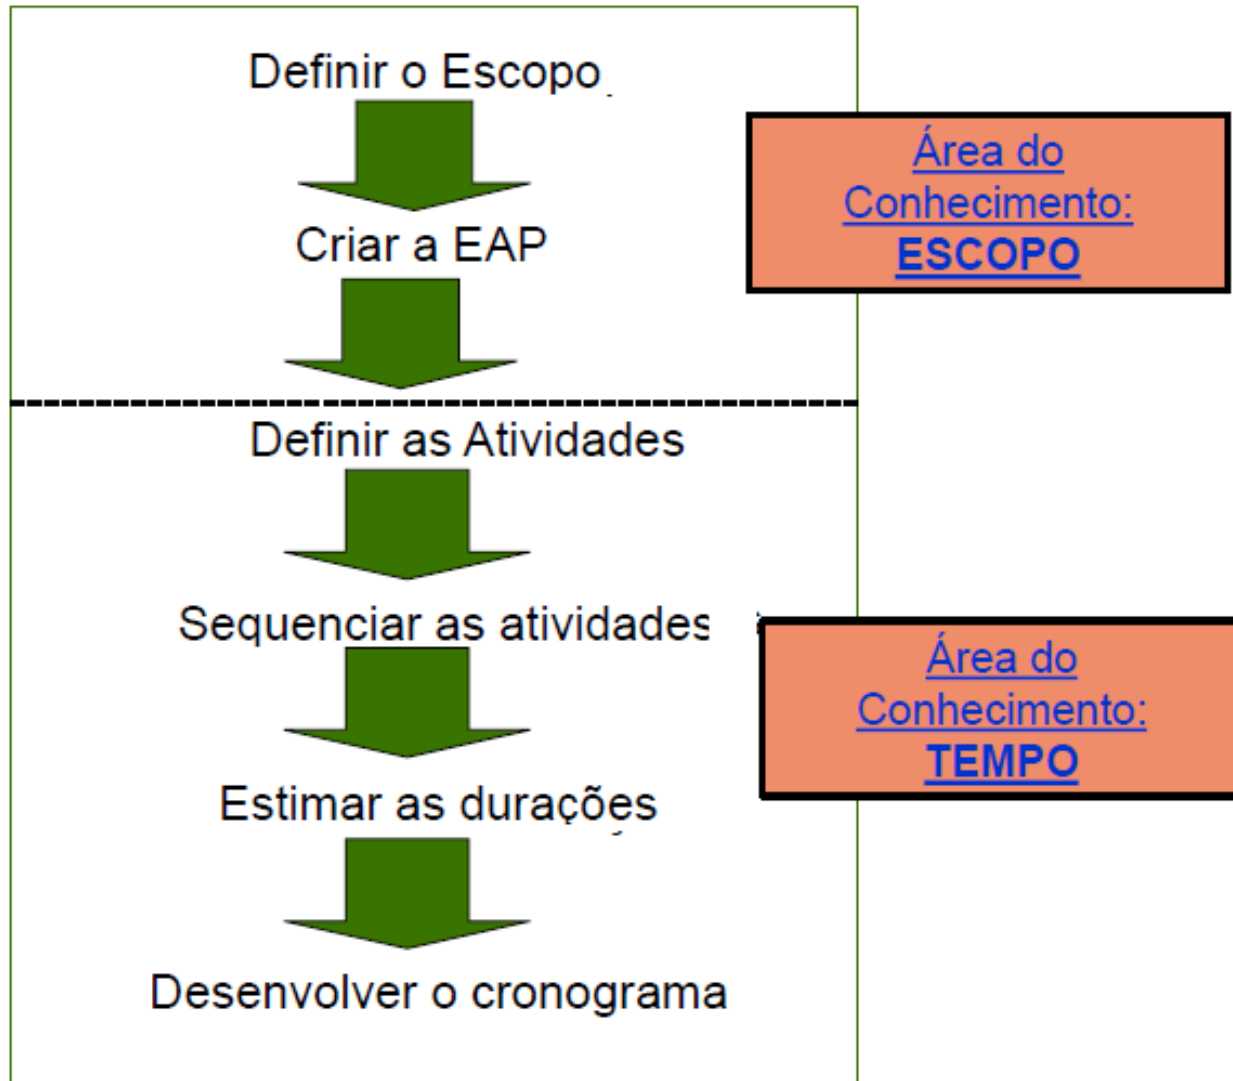 Definir o Escopo
Área do
Conhecimento:
ESCOPO
Criar a EAP
Definir as Atividades
Sequenciar as atividades
Área do
Conhecimento:
TEMPO
Estimar as durações
Desenvolver o cronograma